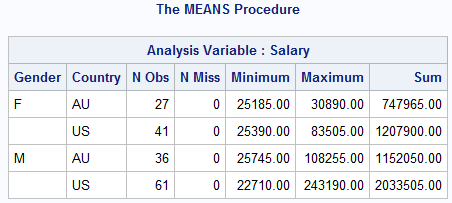 The MEANS Procedure
Analysis Variable : Salary
Gender Country N Obs N Miss Minimum Maximum Sum
F AU 27 0 25185.00 30890.00 747965.00
US 41 0 25390.00 83505.00 1207900.00
M AU 36 0 25745.00 108255.00 1152050.00
US 61 0 22710.00 243190.00 2033505.00